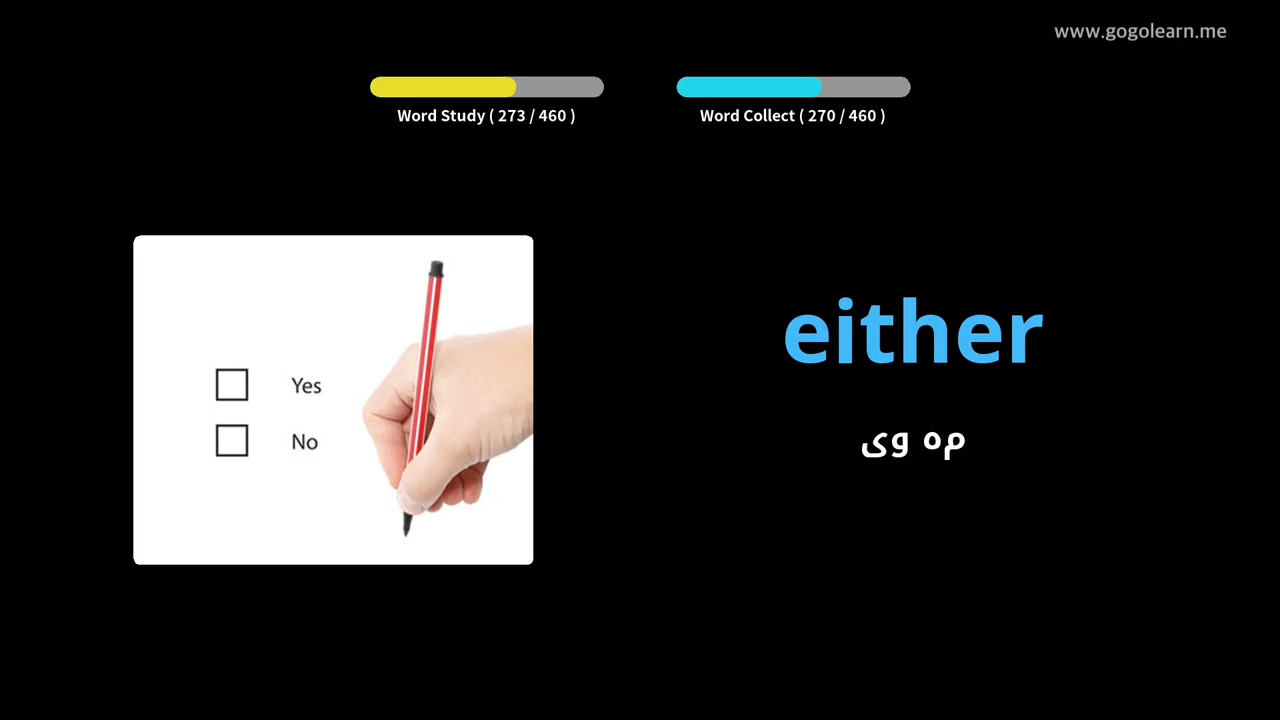 www.gogolearn.me
Word Study ( 273 / 460 )
Word Collect ( 270 / 460 )
Yes
No
either
مه وی